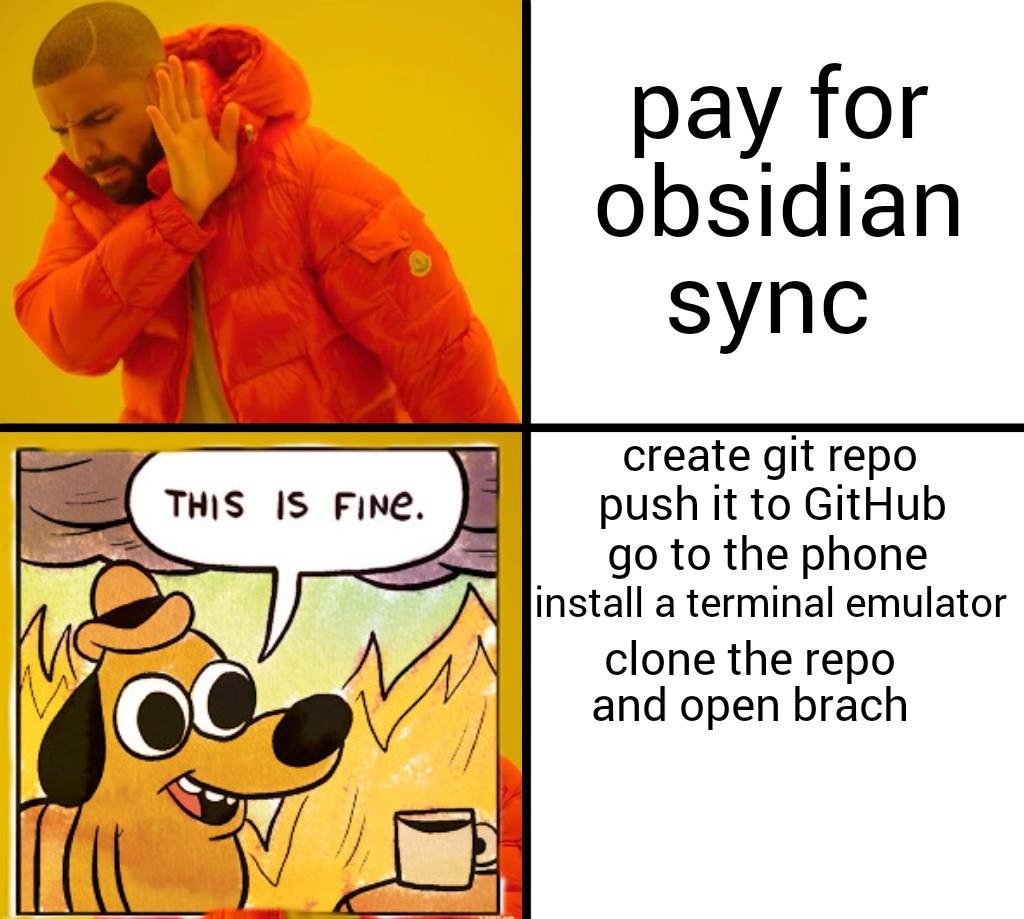 pay for
obsidian
sync
THIS IS FINE.
create git repo
push it to GitHub
go to the phone
install a terminal emulator
clone the repo
and open brach